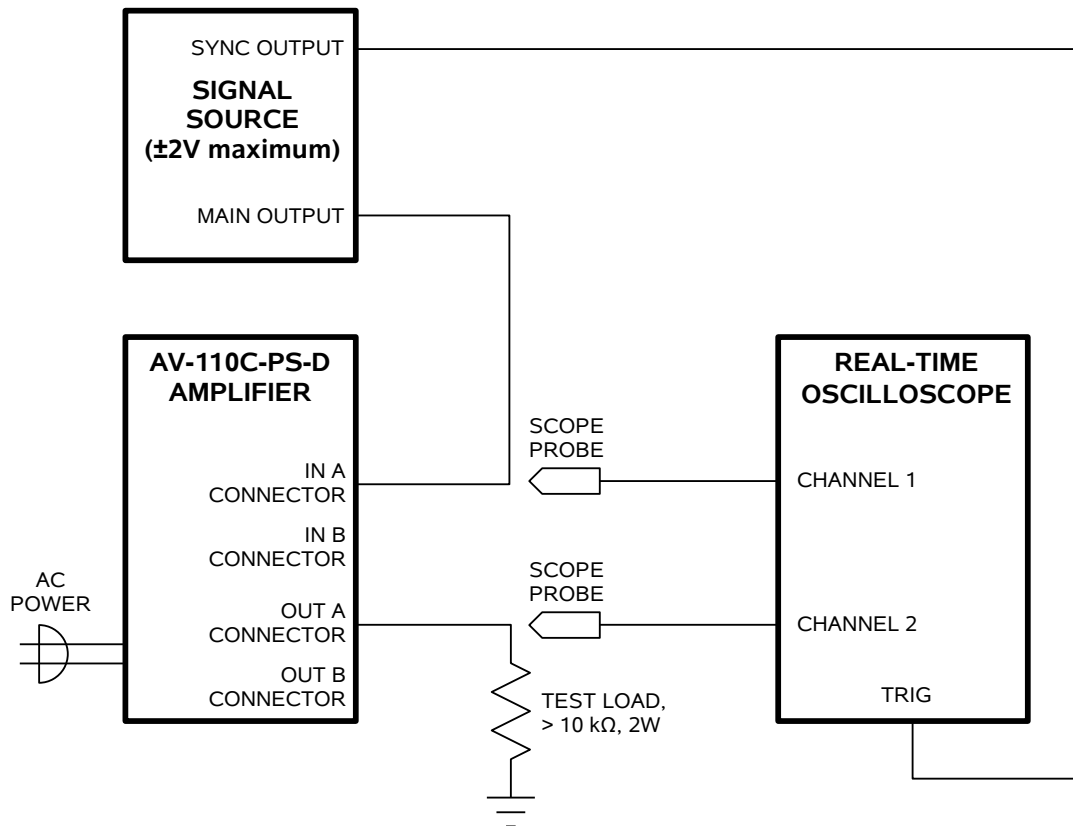 SYNC OUTPUT
SIGNAL
SOURCE
(±2V maximum)
MAIN OUTPUT
AV-110C-PS-D
AMPLIFIER
IN A
CONNECTOR
IN B
CONNECTOR
OUT A
CONNECTOR
OUT B
CONNECTOR
AC
POWER
SCOPE
PROBE
SCOPE
PROBE
TEST LOAD,
> 10 kΩ, 2W
REAL-TIME
OSCILLOSCOPE
CHANNEL 1
CHANNEL 2
TRIG